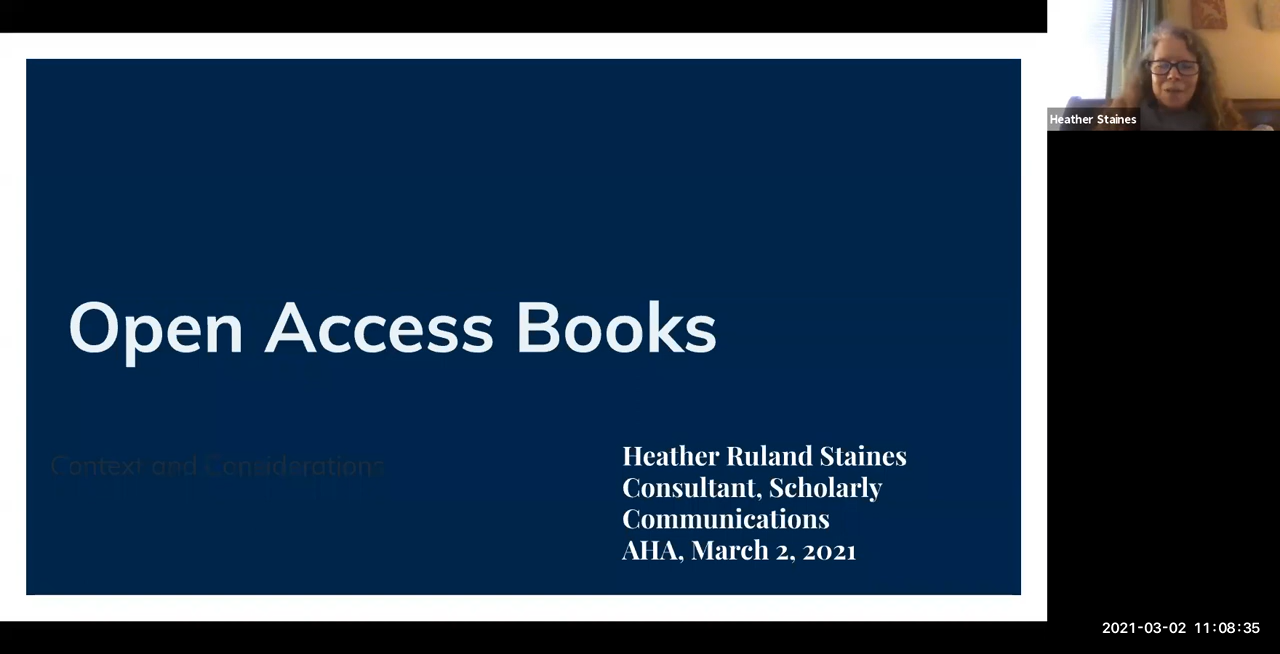 Open Access Books
Context and Considerations
Heather Ruland Staines
Consultant, Scholarly
Communications
AHA, March 2, 2021
Heather Staines
2021-03-02 11:08:35